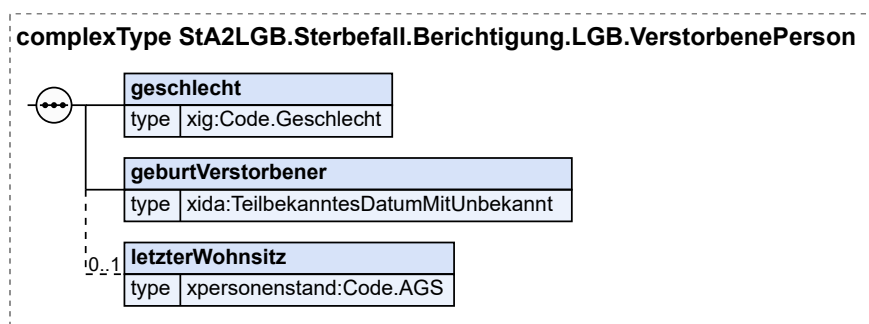 complexType StA2LGB.Sterbefall.Berichtigung.LGB.VerstorbenePerson
geschlecht
type xig:Code.Geschlecht
geburtVerstorbener
type xida:TeilbekanntesDatumMitUnbekannt
0..1 letzterWohnsitz
type xpersonenstand:Code.AGS